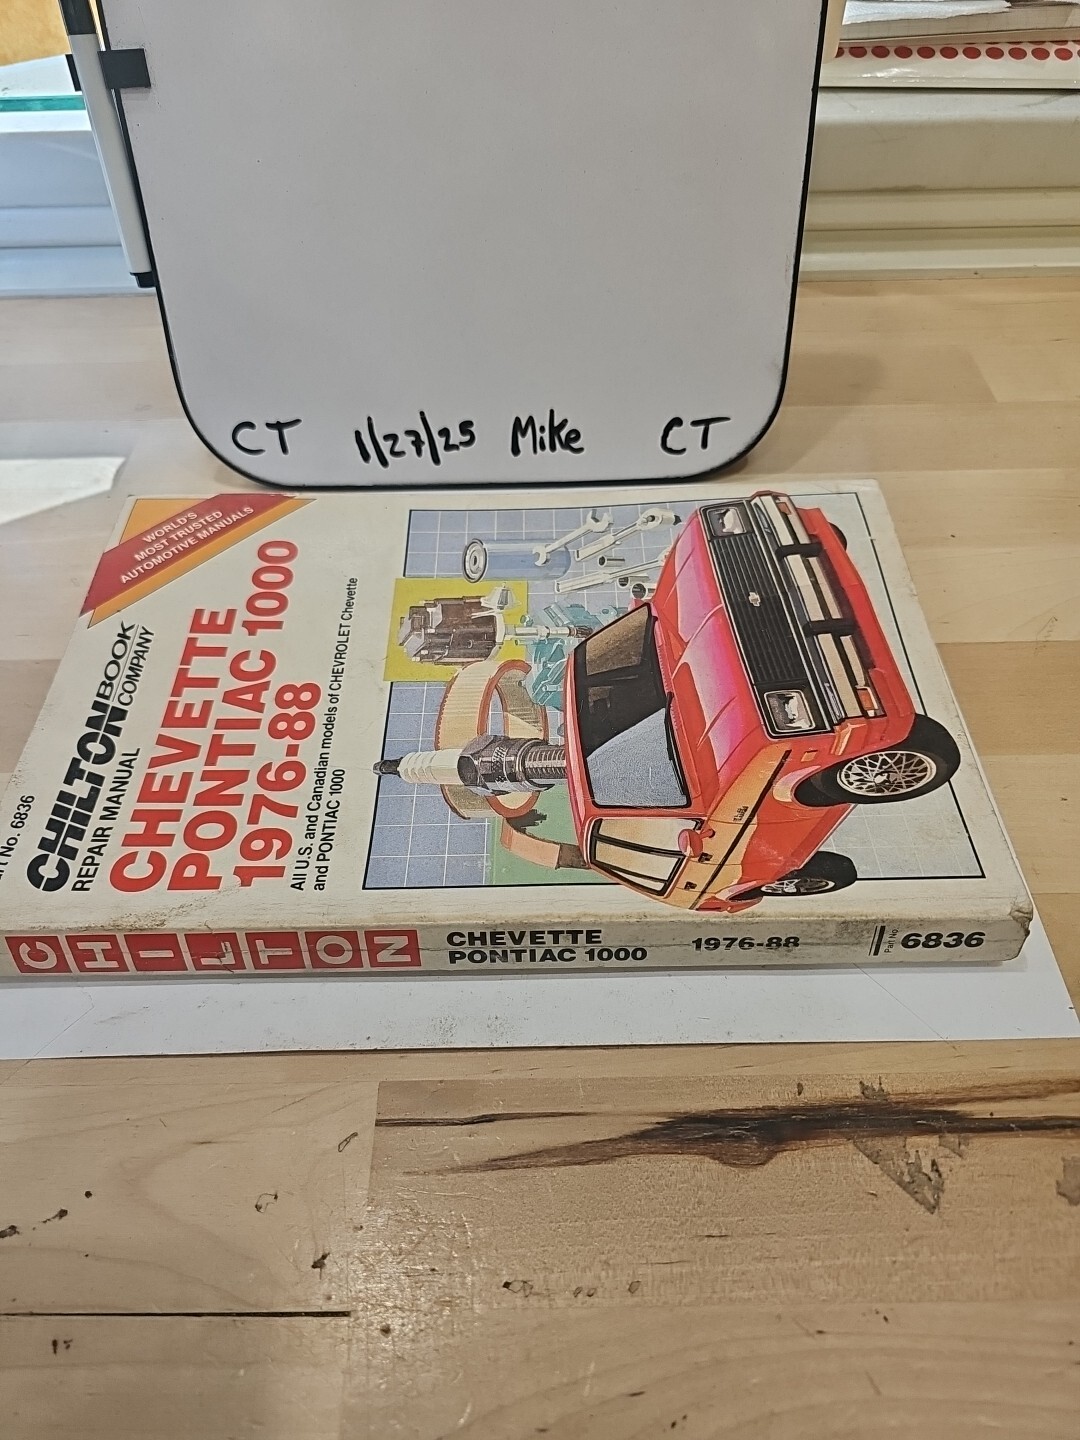 CT 1/27/25 Mike CT
WORLD'S
MOST TRUSTED
AUTOMOTIVE MANUALS
No. 6836
CHILTON BOOK
COMPANY
REPAIR MANUAL
CHEVETTE
PONTIAC 1000
1976-88
All U.S. and Canadian models of CHEVROLET Chevette
and PONTIAC 1000
CHILTON
CHEVETTE
PONTIAC 1000
1976-88
Part No.
6836